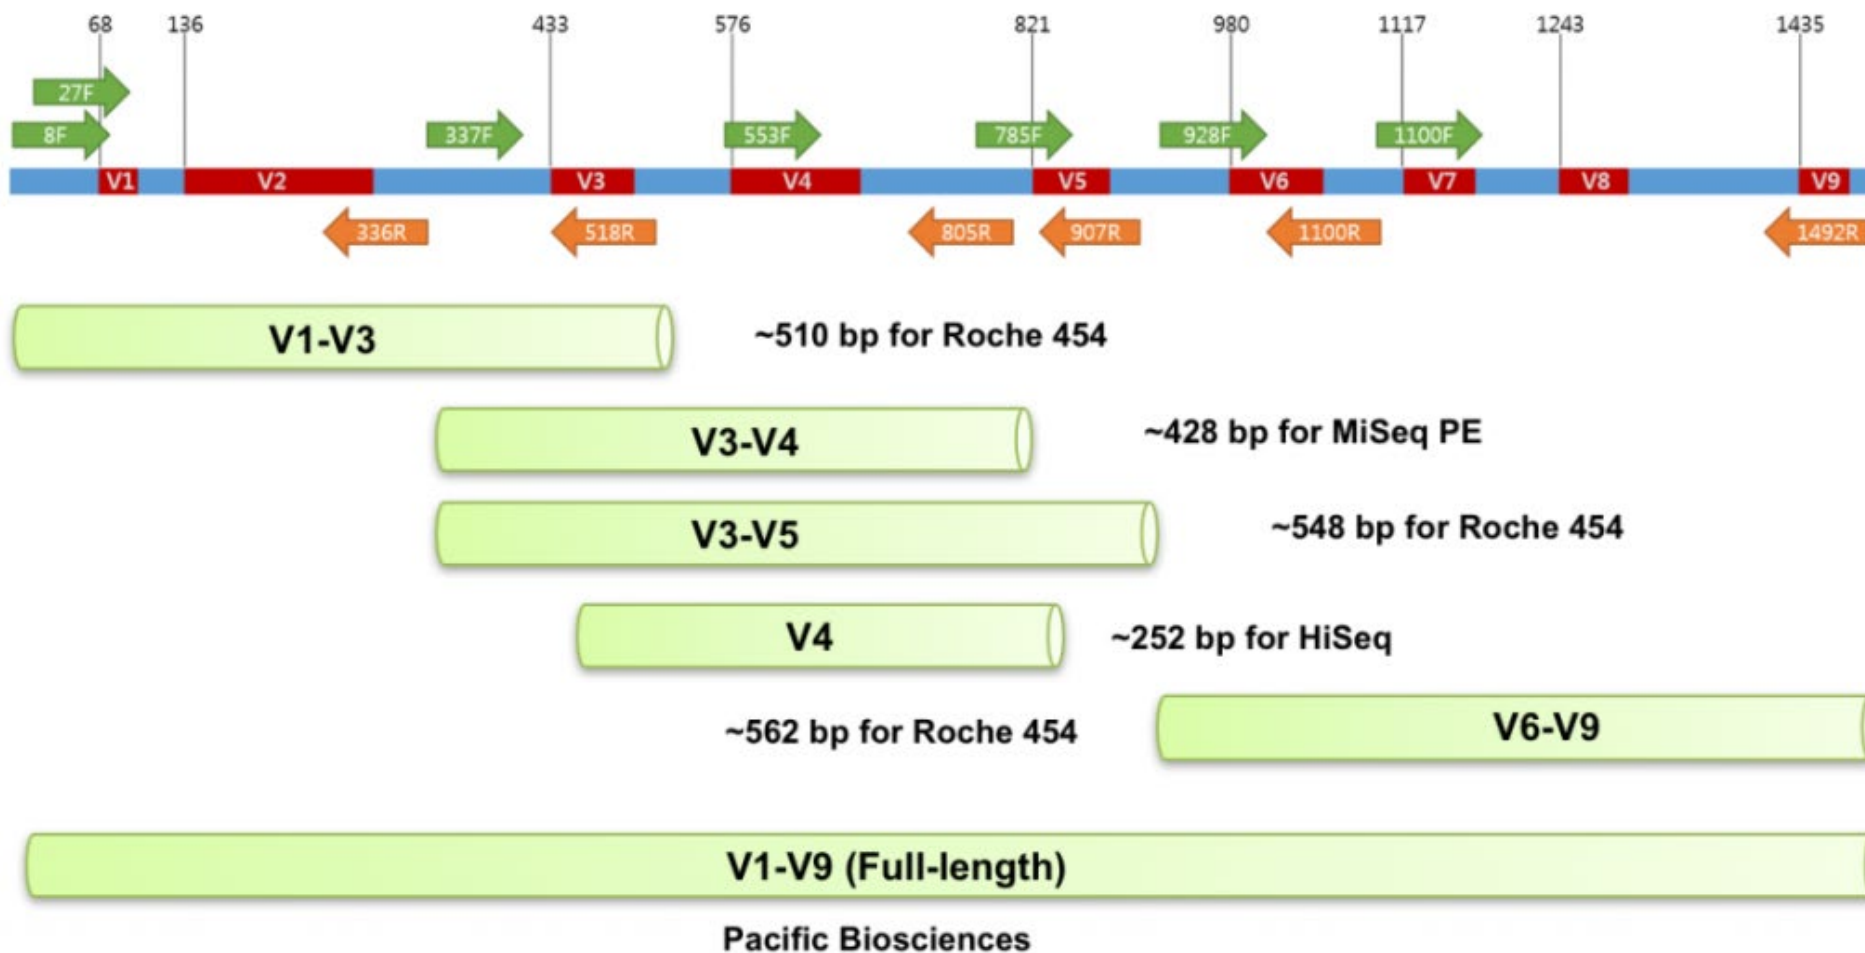 68 136 433 576 821 980 1117 1243 1435
27F
8F 337F 553F 785F 928F 1100F
V1 V2 V3 V4 V5 V6 V7 V8 V9
336R 518R 805R 907R 1100R 1492R
V1-V3 ~510 bp for Roche 454
V3-V4 ~428 bp for MiSeq PE
V3-V5 ~548 bp for Roche 454
V4 ~252 bp for HiSeq
~562 bp for Roche 454 V6-V9
V1-V9 (Full-length)
Pacific Biosciences